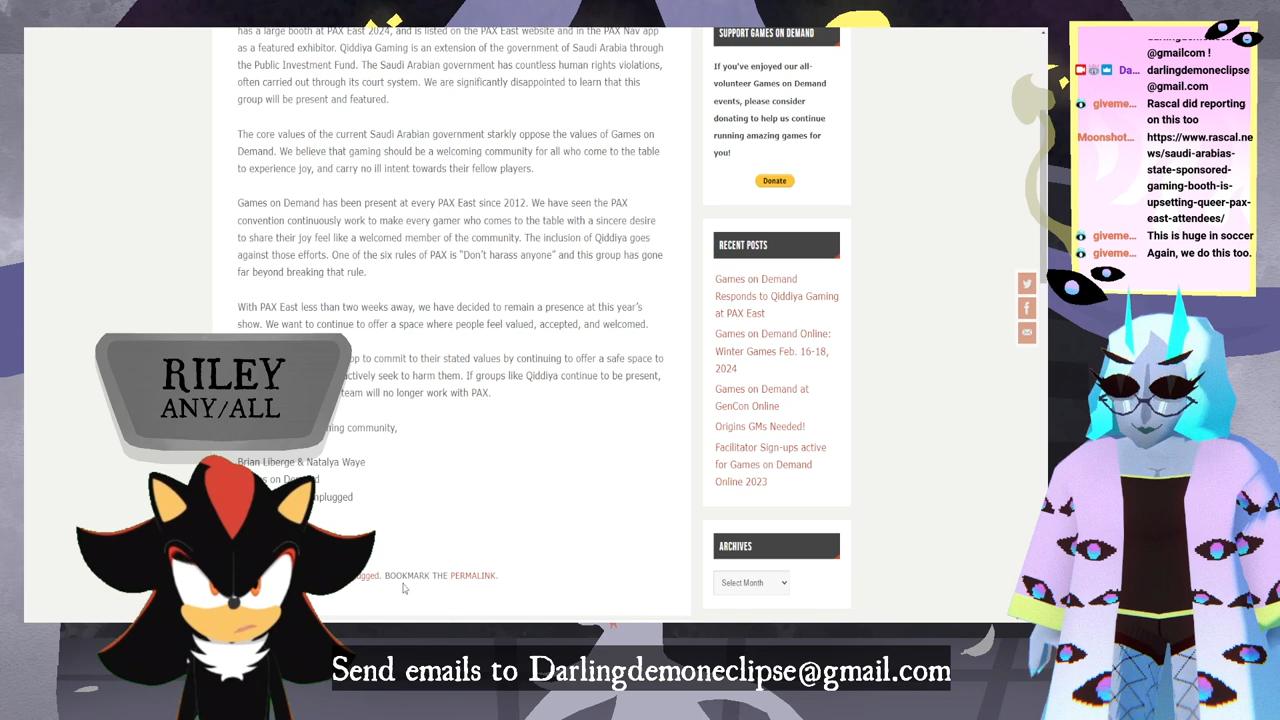 has a large booth at PAX East 2024, and is listed on the PAX East website and in the PAX Nav app
as a featured exhibitor. Qiddiya Gaming is an extension of the government of Saudi Arabia through
the Public Investment Fund. The Saudi Arabian government has countless human rights violations,
often carried out through its court system. We are significantly disappointed to learn that this
group will be present and featured.
The core values of the current Saudi Arabian government starkly oppose the values of Games on
Demand. We believe that gaming should be a welcoming community for all who come to the table
to experience joy, and carry no ill intent towards their fellow players.
Games on Demand has been present at every PAX East since 2012. We have seen the PAX
convention continuously work to make every gamer who comes to the table with a sincere desire
to share their joy feel like a welcomed member of the community. The inclusion of Qiddiya goes
against those efforts. One of the six rules of PAX is “Don’t harass anyone” and this group has gone
far beyond breaking that rule.
With PAX East less than two weeks away, we have decided to remain a presence at this year’s
show. We want to continue to offer a space where people feel valued, accepted, and welcomed.
op to commit to their stated values by continuing to offer a safe space to
actively seek to harm them. If groups like Qiddiya continue to be present,
team will no longer work with PAX.
ning community,
Brian Liberge & Natalya Waye
s on Demand
nplugged
gged. BOOKMARK THE PERMALINK.
SUPPORT GAMES ON DEMAND
If you've enjoyed our all-
volunteer Games on Demand
events, please consider
donating to help us continue
running amazing games for
you!
Donate
RECENT POSTS
Games on Demand
Responds to Qiddiya Gaming
at PAX East
Games on Demand Online:
Winter Games Feb. 16-18,
2024
Games on Demand at
GenCon Online
Origins GMs Needed!
Facilitator Sign-ups active
for Games on Demand
Online 2023
ARCHIVES
Select Month
darlingdemoneclipse
@gmailcom !
Da... darlingdemoneclipse
@gmail.com
giveme... Rascal did reporting
on this too
Moonshot... https://www.rascal.ne
ws/saudi-arabias-
state-sponsored-
gaming-booth-is-
upsetting-queer-pax-
east-attendees/
giveme... This is huge in soccer
giveme... Again, we do this too.
RILEY
ANY/ALL
Send emails to Darlingdemoneclipse@gmail.com